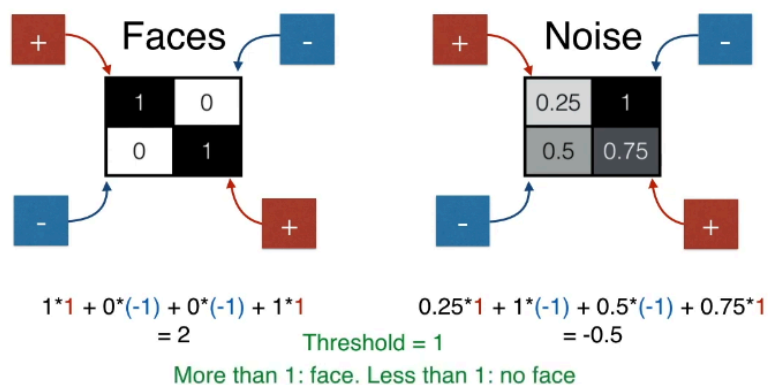 + Faces - + Noise -
1 0 0.25 1
0 1 0.5 0.75
- + - +
1*1 + 0*(-1) + 0*(-1) + 1*1 0.25*1 + 1*(-1) + 0.5*(-1) + 0.75*1
= 2 = -0.5
Threshold = 1
More than 1: face. Less than 1: no face